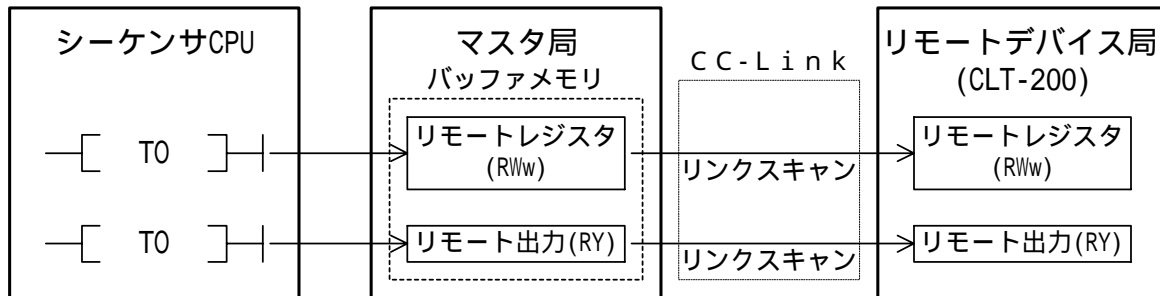 シーケンサCPU
TO
TO
マスタ局
バッファメモリ
リモートレジスタ
(RWw)
リモート出力(RY)
CC-Link
リンクスキャン
リンクスキャン
リモートデバイス局
(CLT-200)
リモートレジスタ
(RWw)
リモート出力(RY)